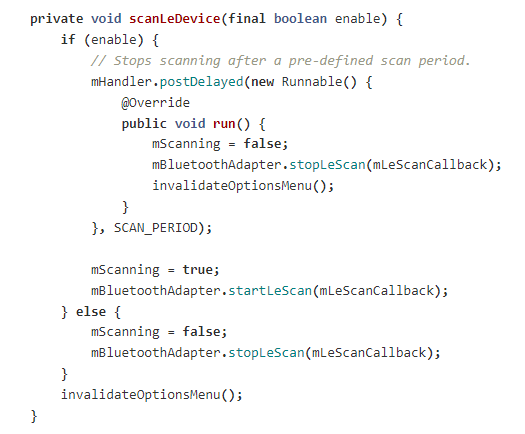 private void scanLeDevice(final boolean enable) {
    if (enable) {
        // Stops scanning after a pre-defined scan period.
        mHandler.postDelayed(new Runnable() {
            @Override
            public void run() {
                mScanning = false;
                mBluetoothAdapter.stopLeScan(mLeScanCallback);
                invalidateOptionsMenu();
            }
        }, SCAN_PERIOD);

        mScanning = true;
        mBluetoothAdapter.startLeScan(mLeScanCallback);
    } else {
        mScanning = false;
        mBluetoothAdapter.stopLeScan(mLeScanCallback);
    }
    invalidateOptionsMenu();
}